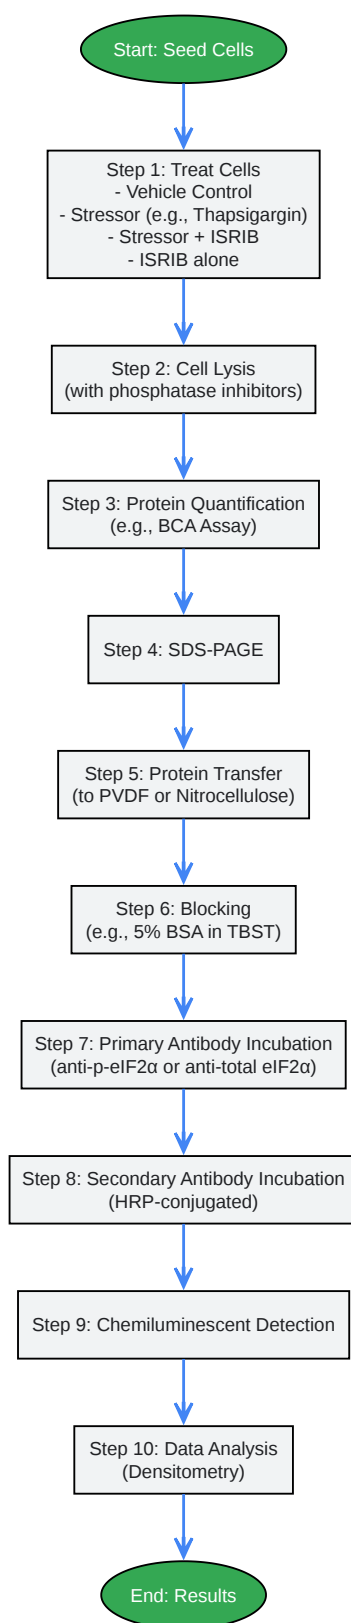 Start: Seed Cells
Step 1: Treat Cells
- Vehicle Control
- Stressor (e.g., Thapsigargin)
- Stressor + ISRIB
- ISRIB alone
Step 2: Cell Lysis
(with phosphatase inhibitors)
Step 3: Protein Quantification
(e.g., BCA Assay)
Step 4: SDS-PAGE
Step 5: Protein Transfer
(to PVDF or Nitrocellulose)
Step 6: Blocking
(e.g., 5% BSA in TBST)
Step 7: Primary Antibody Incubation
(anti-p-eIF2α or anti-total eIF2α)
Step 8: Secondary Antibody Incubation
(HRP-conjugated)
Step 9: Chemiluminescent Detection
Step 10: Data Analysis
(Densitometry)
End: Results